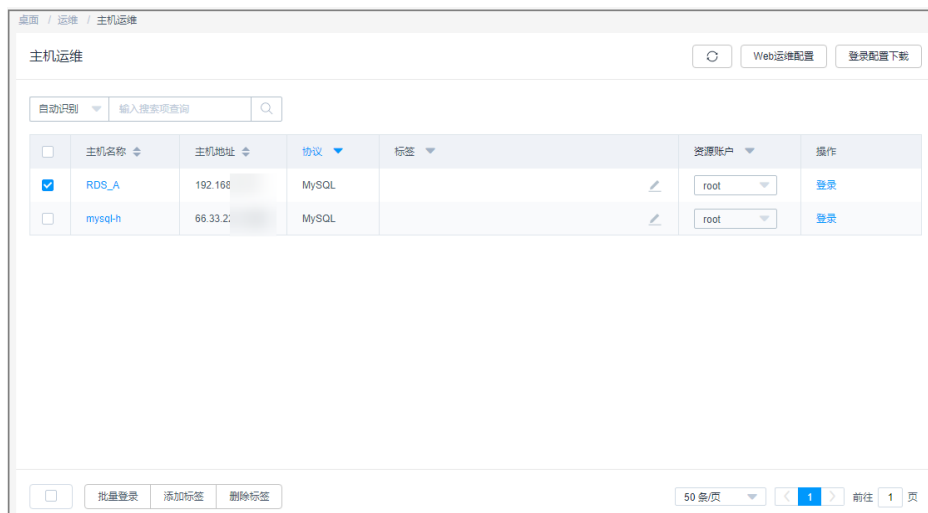 桌面 / 运维 / 主机运维
主机运维 Web运维配置 登录配置下载
自动识别 输入搜索项查询
主机名称 主机地址 协议 标签 资源账户 操作
RDS_A 192.168 MySQL root 登录
mysql-h 66.33.2 MySQL root 登录
批量登录 添加标签 删除标签 50 条/页 1 前往 1 页